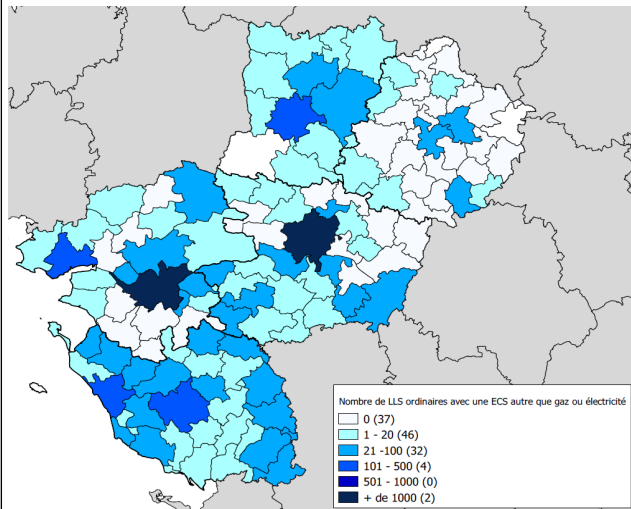 Nombre de LLS ordinaires avec une ECS autre que gaz ou électricité
0 (37)
1 - 20 (46)
21 -100 (32)
101 - 500 (4)
501 - 1000 (0)
+ de 1000 (2)